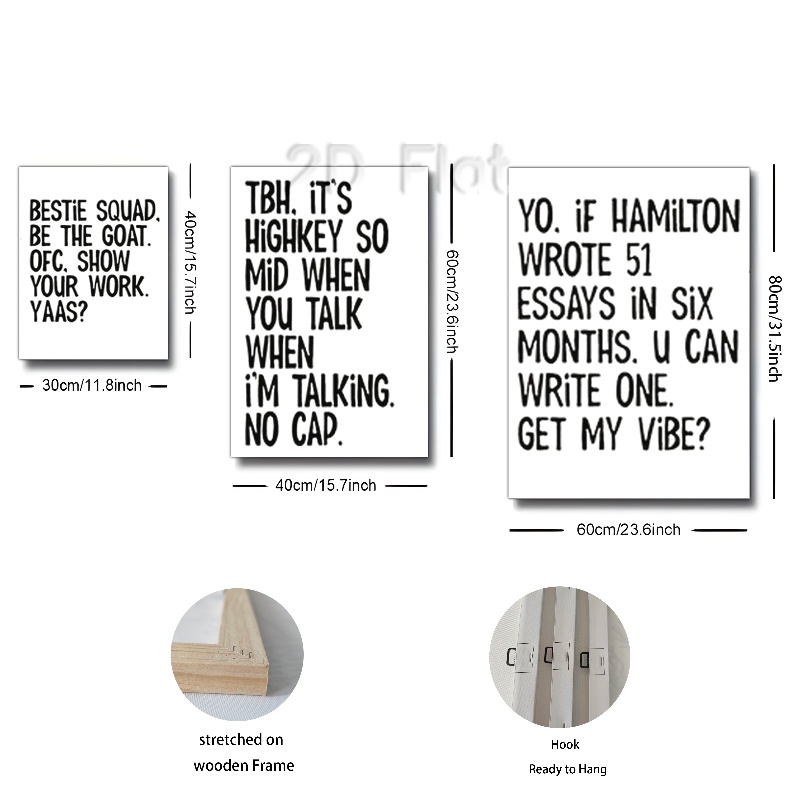 2D Flat
BESTiE SQUAD.
BE THE GOAT.
OFC. SHOW
YOUR WORK.
YAAS?
40cm/15.7inch
30cm/11.8inch
TBH. iT'S
HiGHKEY SO
MiD WHEN
YOU TALK
WHEN
i'M TALKiNG.
NO CAP.
60cm/23.6inch
40cm/15.7inch
YO. iF HAMiLTON
WROTE 51
ESSAYS iN SiX
MONTHS. U CAN
WRiTE ONE.
GET MY ViBE?
80cm/31.5inch
60cm/23.6inch
stretched on
wooden Frame
Hook
Ready to Hang